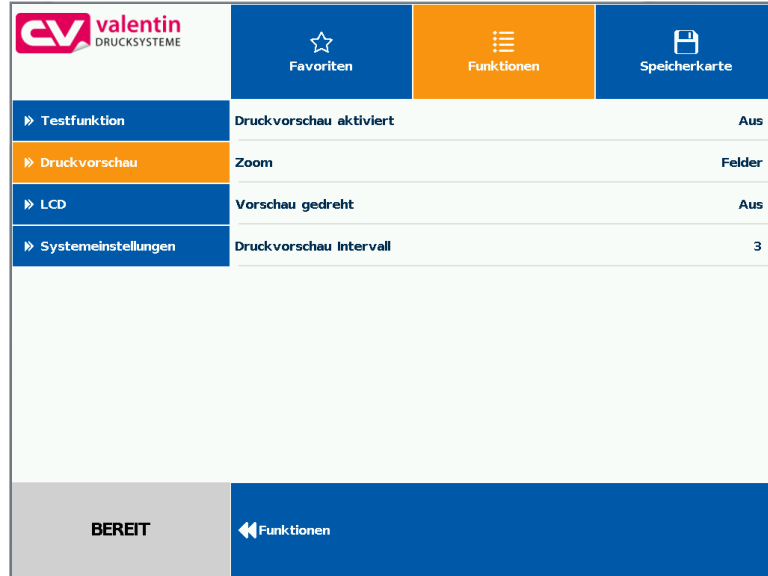 CV valentin
DRUCKSYSTEME
Favoriten
Funktionen
Speicherkarte
Testfunktion
Druckvorschau aktiviert Aus
Druckvorschau
Zoom Felder
LCD
Vorschau gedreht Aus
Systemeinstellungen
Druckvorschau Intervall 3
BEREIT
Funktionen